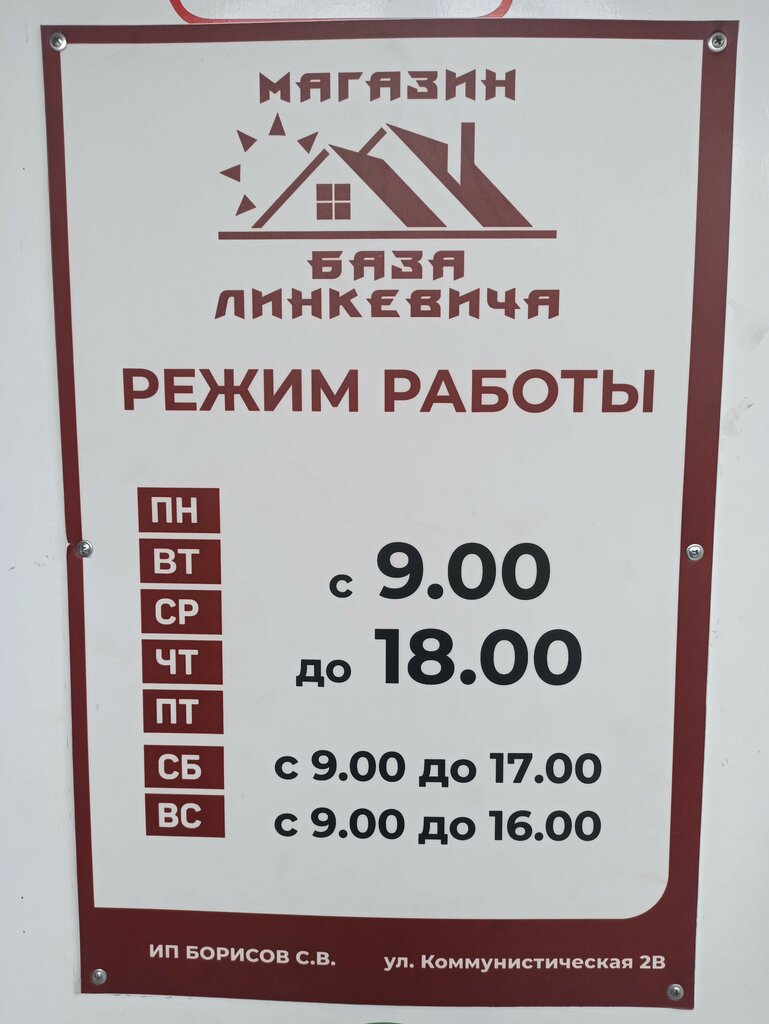 МАГАЗИН
БАЗА
ЛИНКЕВИЧА
РЕЖИМ РАБОТЫ
ПН
ВТ
СР
ЧТ
ПТ
с 9.00
до 18.00
СБ с 9.00 до 17.00
ВС с 9.00 до 16.00
ИП БОРИСОВ С.В. ул. Коммунистическая 2В